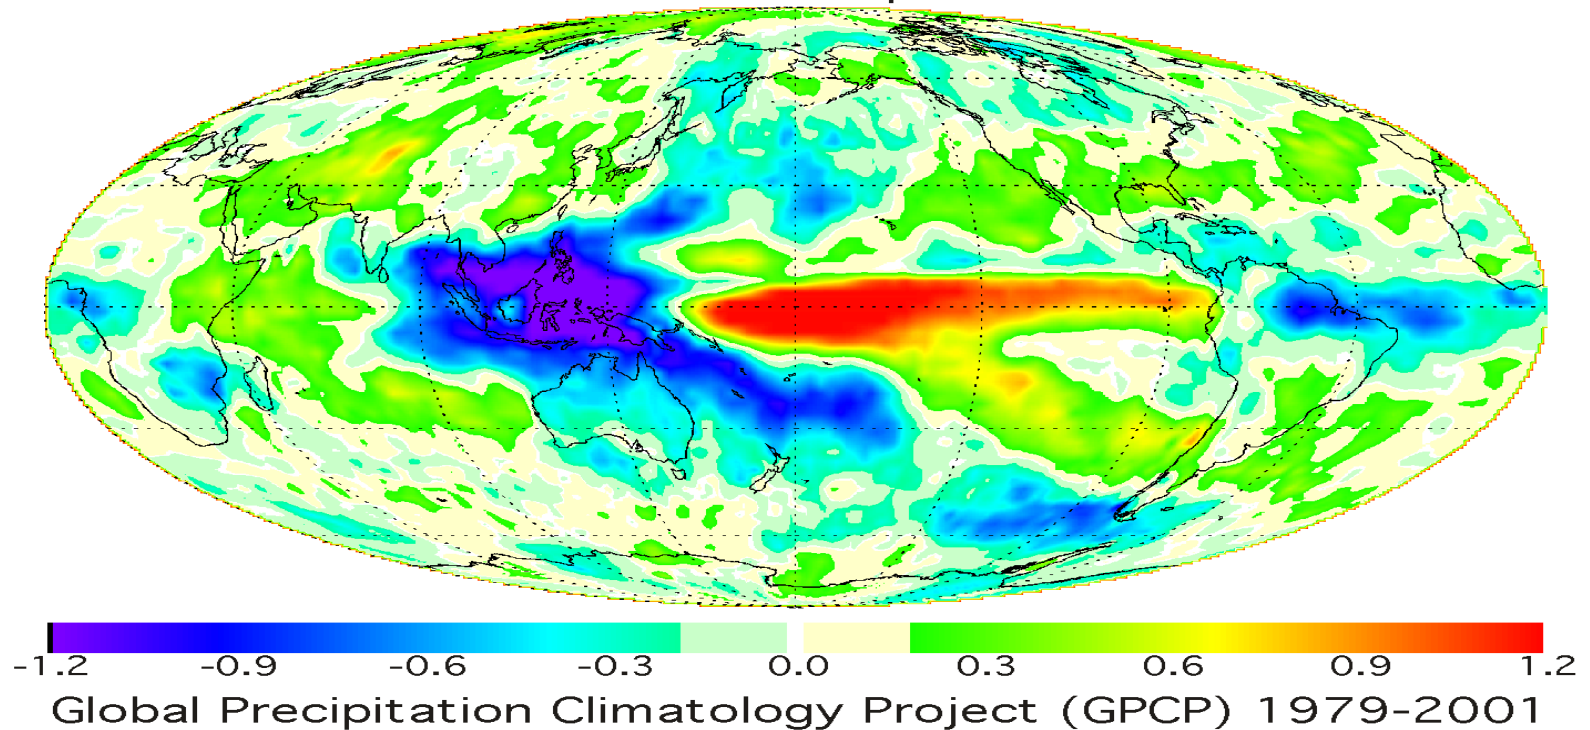 -1.2 -0.9 -0.6 -0.3 0.0 0.3 0.6 0.9 1.2
Global Precipitation Climatology Project (GPCP) 1979-2001